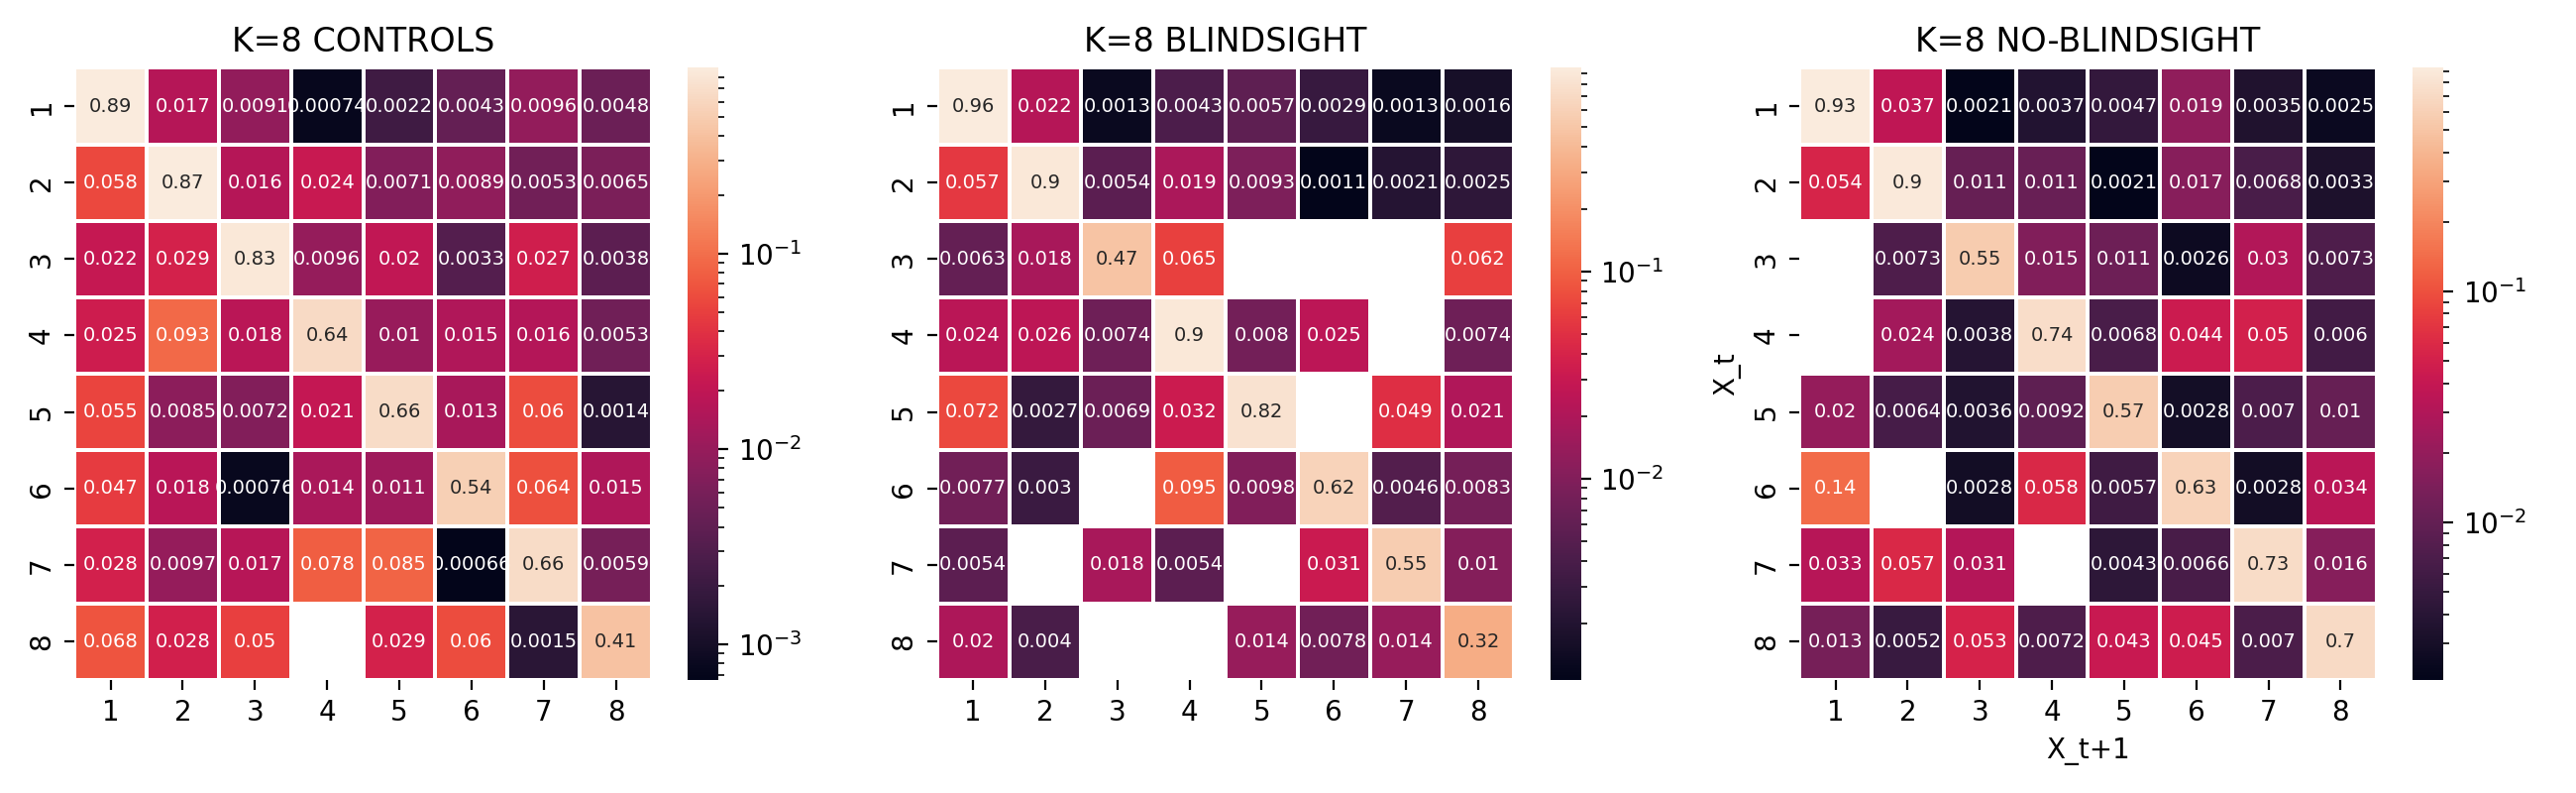 K=8 CONTROLS
1 0.89 0.017 0.0091 0.00074 0.0022 0.0043 0.0096 0.0048
2 0.058 0.87 0.016 0.024 0.0071 0.0089 0.0053 0.0065
3 0.022 0.029 0.83 0.0096 0.02 0.0033 0.027 0.0038
4 0.025 0.093 0.018 0.64 0.01 0.015 0.016 0.0053
5 0.055 0.0085 0.0072 0.021 0.66 0.013 0.06 0.0014
6 0.047 0.018 0.00076 0.014 0.011 0.54 0.064 0.015
7 0.028 0.0097 0.017 0.078 0.085 0.00066 0.66 0.0059
8 0.068 0.028 0.05 0.029 0.06 0.0015 0.41
1 2 3 4 5 6 7 8
10⁻¹
10⁻²
10⁻³
K=8 BLINDSIGHT
1 0.96 0.022 0.0013 0.0043 0.0057 0.0029 0.0013 0.0016
2 0.057 0.9 0.0054 0.019 0.0093 0.0011 0.0021 0.0025
3 0.0063 0.018 0.47 0.065 0.062
4 0.024 0.026 0.0074 0.9 0.008 0.025 0.0074
5 0.072 0.0027 0.0069 0.032 0.82 0.049 0.021
6 0.0077 0.003 0.095 0.0098 0.62 0.0046 0.0083
7 0.0054 0.018 0.0054 0.031 0.55 0.01
8 0.02 0.004 0.014 0.0078 0.014 0.32
1 2 3 4 5 6 7 8
10⁻¹
10⁻²
K=8 NO-BLINDSIGHT
X_t
1 0.93 0.037 0.0021 0.0037 0.0047 0.019 0.0035 0.0025
2 0.054 0.9 0.011 0.011 0.0021 0.017 0.0068 0.0033
3 0.0073 0.55 0.015 0.011 0.0026 0.03 0.0073
4 0.024 0.0038 0.74 0.0068 0.044 0.05 0.006
5 0.02 0.0064 0.0036 0.0092 0.57 0.0028 0.007 0.01
6 0.14 0.0028 0.058 0.0057 0.63 0.0028 0.034
7 0.033 0.057 0.031 0.0043 0.0066 0.73 0.016
8 0.013 0.0052 0.053 0.0072 0.043 0.045 0.007 0.7
1 2 3 4 5 6 7 8
X_t+1
10⁻¹
10⁻²